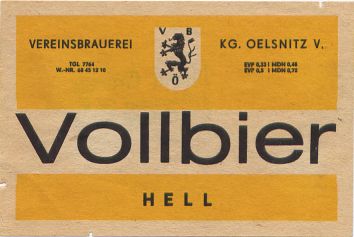 VEREINSBRAUEREI
TGL 7764
W.-NR. 68 45 12 10
V B
Ö
KG. OELSNITZ V.
EVP 0,33 l MDN 0,48
EVP 0,5 l MDN 0,72
Vollbier
HELL